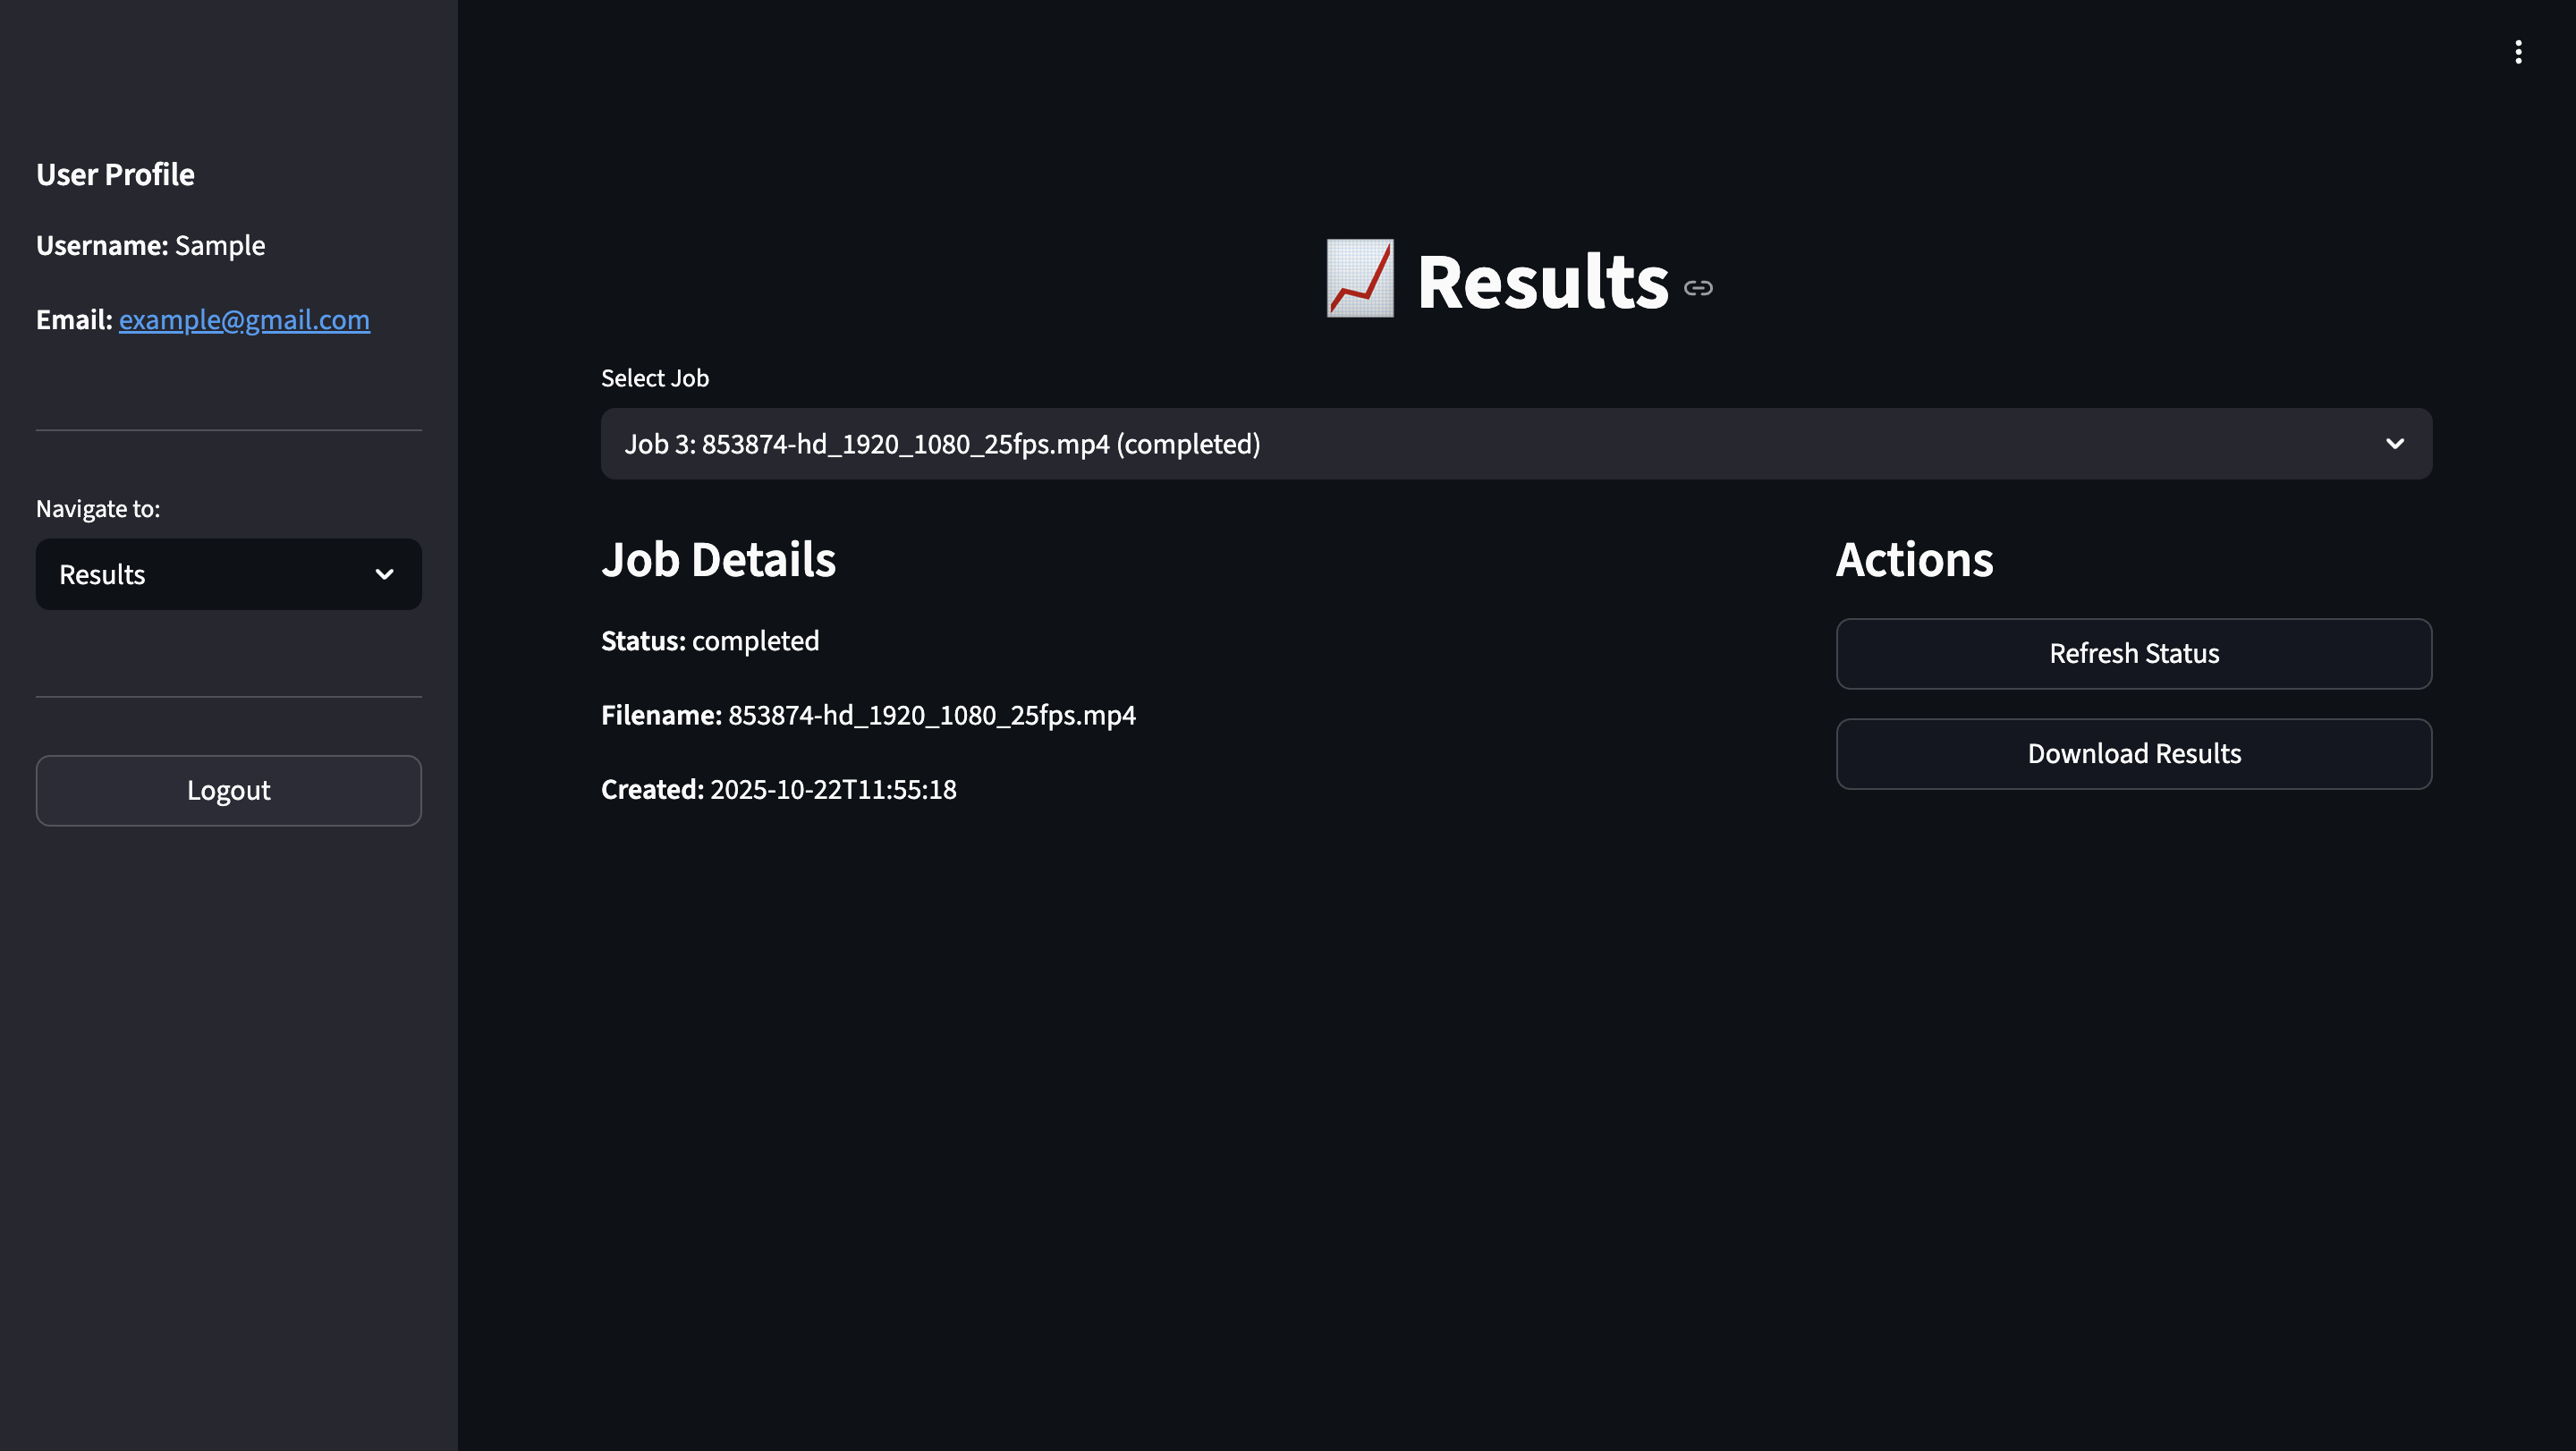 User Profile
Username: Sample
Email: example@gmail.com
Navigate to:
Results
Logout
Results
Select Job
Job 3: 853874-hd_1920_1080_25fps.mp4 (completed)
Job Details
Status: completed
Filename: 853874-hd_1920_1080_25fps.mp4
Created: 2025-10-22T11:55:18
Actions
Refresh Status
Download Results